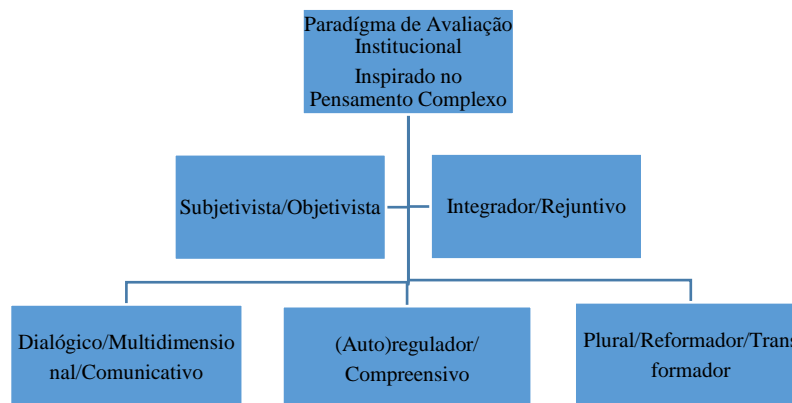 Paradígma de Avaliação
Institucional
Inspirado no
Pensamento Complexo
Subjetivista/Objetivista
Integrador/Rejuntivo
Dialógico/Multidimensio
nal/Comunicativo
(Auto)regulador/
Compreensivo
Plural/Reformador/Trans
formador